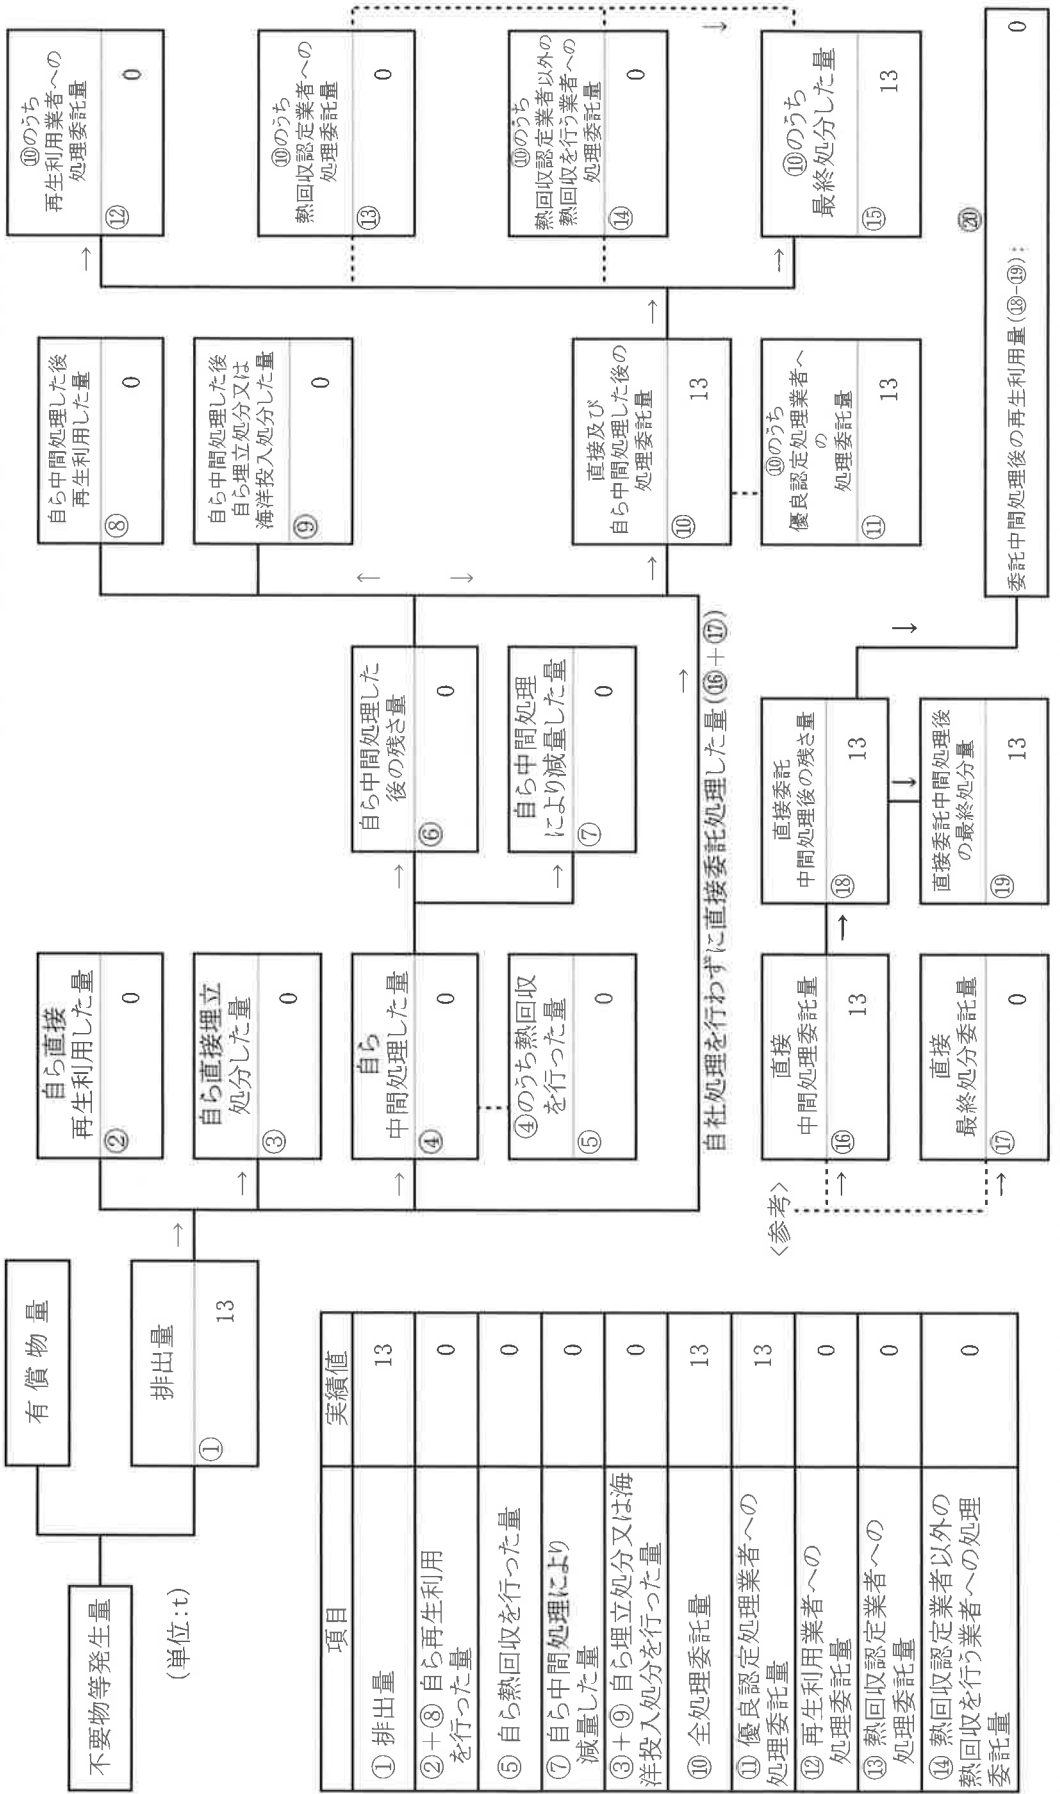 不要物等発生量
有償物量
排出量
① 13
(単位:t)
自ら直接
再生利用した量
② 0
自ら直接埋立
処分した量
③ 0
自ら
中間処理した量
④ 0
④のうち熱回収
を行った量
⑤ 0
自ら中間処理した
後の残さ量
⑥ 0
自ら中間処理
により減量した量
⑦ 0
自ら中間処理した後
再生利用した量
⑧ 0
自ら中間処理した後
自ら埋立処分又は
海洋投入処分した量
⑨ 0
直接及び
自ら中間処理した後の
処理委託量
⑩ 13
⑩のうち
優良認定処理業者へ
の
処理委託量
⑪ 13
⑩のうち
再生利用業者への
処理委託量
⑫ 0
⑩のうち
熱回収認定業者への
処理委託量
⑬ 0
⑩のうち
熱回収認定業者以外の
熱回収を行う業者への
処理委託量
⑭ 0
⑩のうち
最終処分した量
⑮ 13
自社処理を行わずに直接委託処理した量(⑯+⑰)
<参考>
直接
中間処理委託量
⑯ 13
直接
最終処分委託量
⑰ 0
直接委託
中間処理後の残さ量
⑱ 13
直接委託中間処理後
の最終処分量
⑲ 13
⑳
委託中間処理後の再生利用量(⑱-⑲): 0
項目 実績値
① 排出量 13
②+⑧ 自ら再生利用
を行った量 0
⑤ 自ら熱回収を行った量 0
⑦ 自ら中間処理により
減量した量 0
③+⑨ 自ら埋立処分又は海
洋投入処分を行った量 0
⑩ 全処理委託量 13
⑪ 優良認定処理業者への
処理委託量 13
⑫ 再生利用業者への
処理委託量 0
⑬ 熱回収認定業者への
処理委託量 0
⑭ 熱回収認定業者以外の
熱回収を行う業者への処理
委託量 0